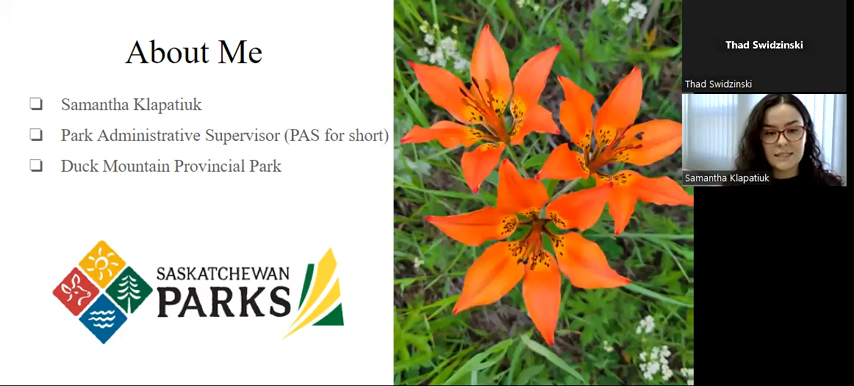 About Me
Samantha Klapatiuk
Park Administrative Supervisor (PAS for short)
Duck Mountain Provincial Park
SASKATCHEWAN
PARKS
Thad Swidzinski
Thad Swidzinski
Samantha Klapatiuk